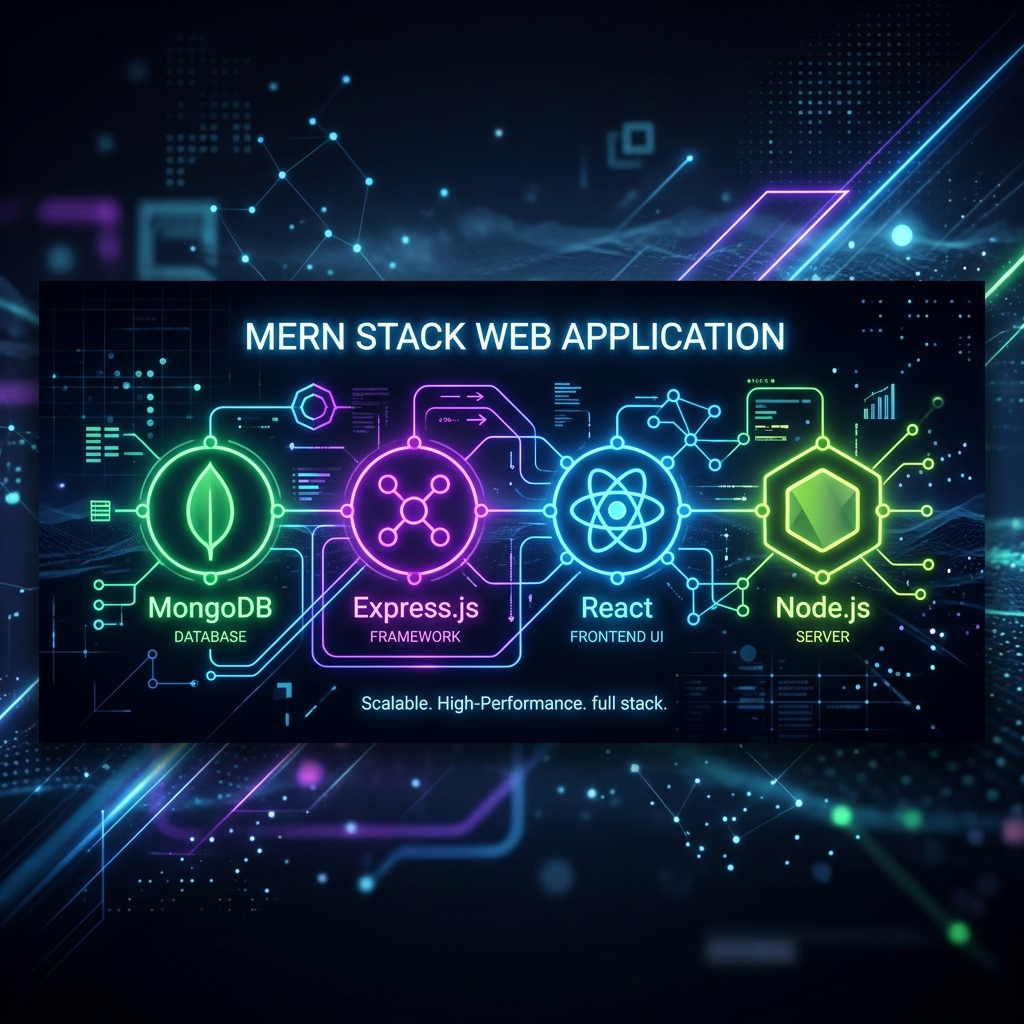 MERN STACK WEB APPLICATION
MongoDB
DATABASE
Express.js
FRAMEWORK
React
FRONTEND UI
Node.js
SERVER
Scalable. High-Performance. full stack.